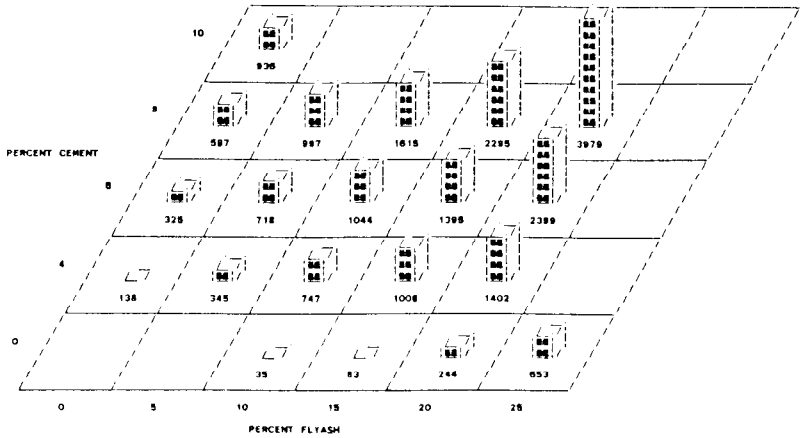 10
936
8
597 997 1615 2295 3979
PERCENT CEMENT
6
326 718 1044 1396 2399
4
138 345 747 1006 1402
0
35 83 244 653
0 5 10 15 20 25
PERCENT FLYASH